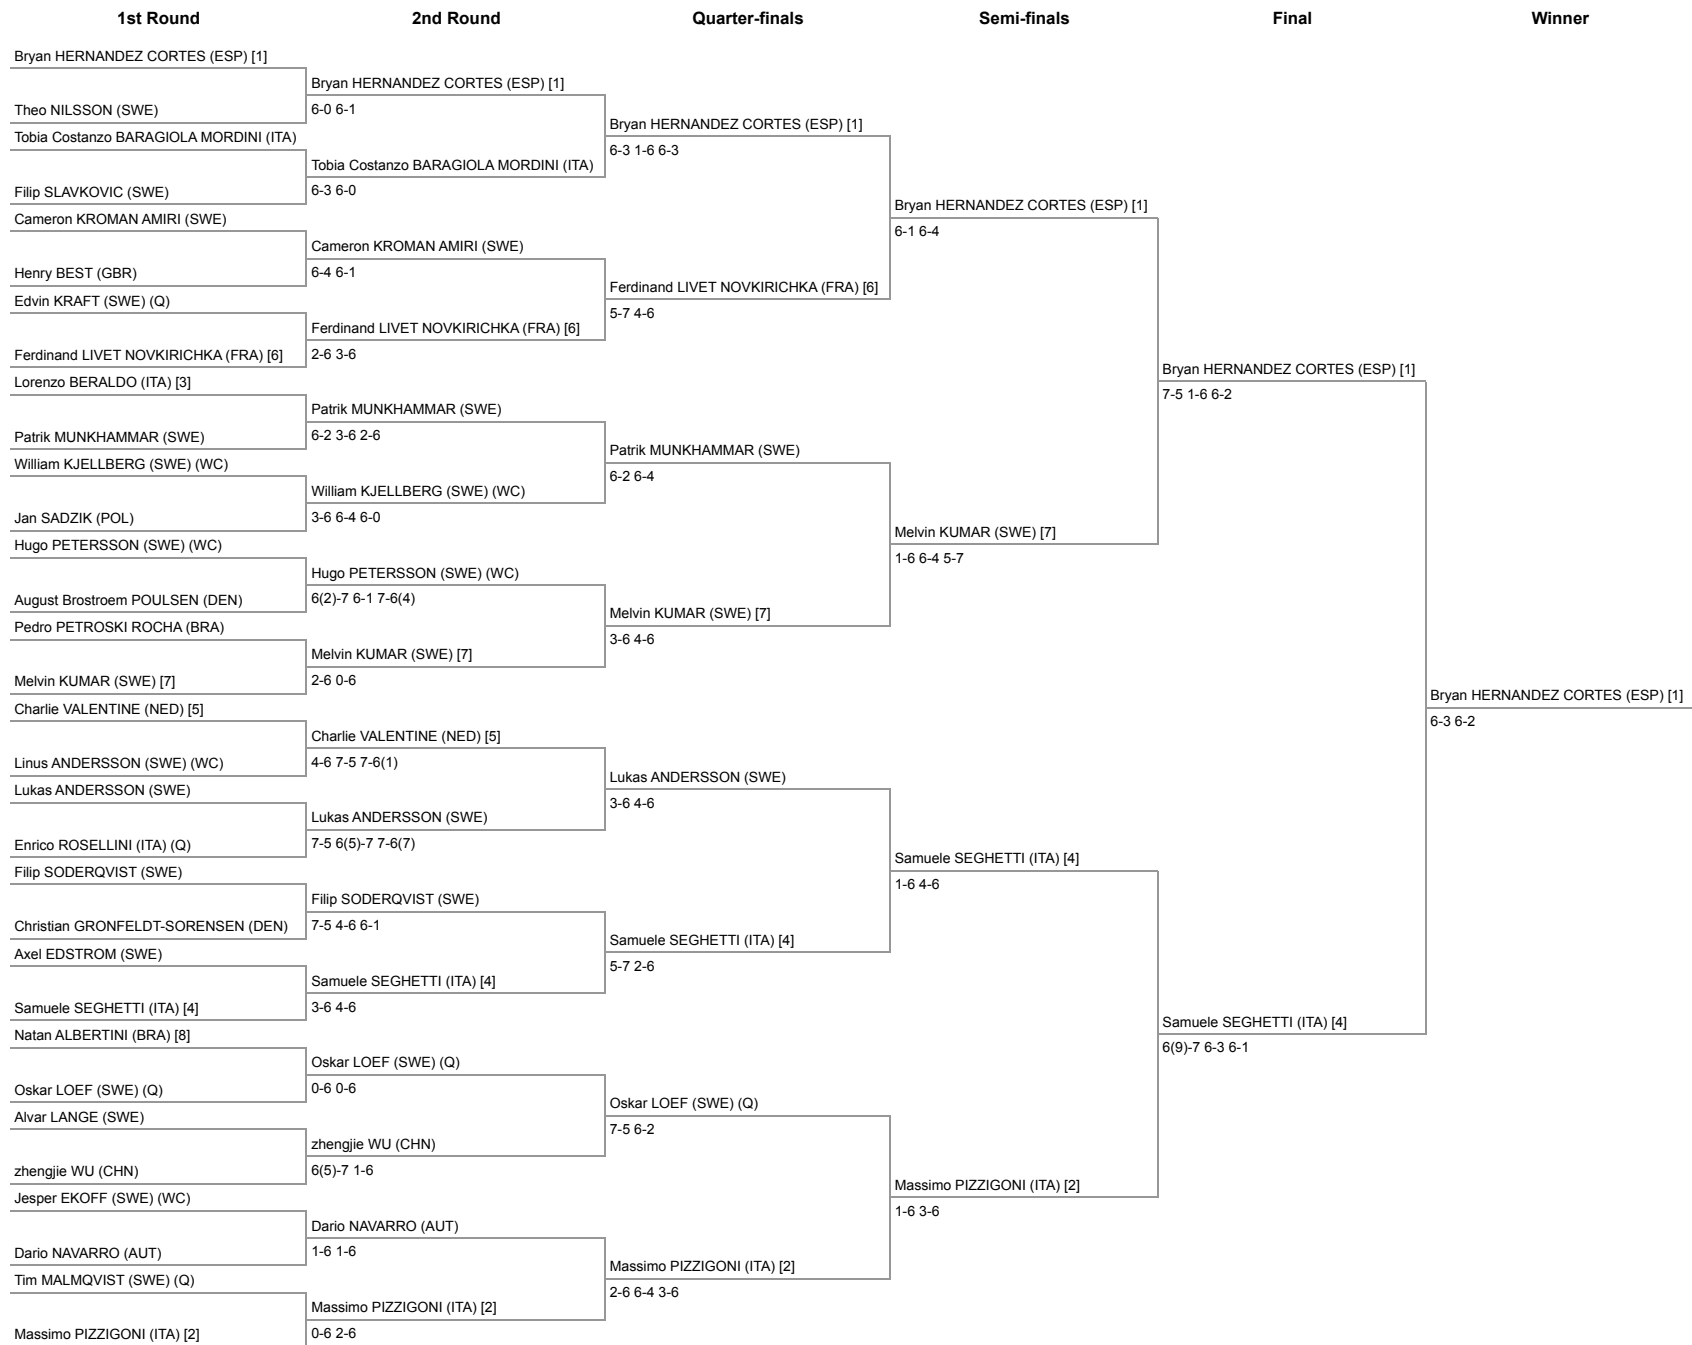 1st Round
2nd Round
Quarter-finals
Semi-finals
Final
Winner
Bryan HERNANDEZ CORTES (ESP) [1]
Theo NILSSON (SWE)
Tobia Costanzo BARAGIOLA MORDINI (ITA)
Filip SLAVKOVIC (SWE)
Cameron KROMAN AMIRI (SWE)
Henry BEST (GBR)
Edvin KRAFT (SWE) (Q)
Ferdinand LIVET NOVKIRICHKA (FRA) [6]
Lorenzo BERALDO (ITA) [3]
Patrik MUNKHAMMAR (SWE)
William KJELLBERG (SWE) (WC)
Jan SADZIK (POL)
Hugo PETERSSON (SWE) (WC)
August Brostroem POULSEN (DEN)
Pedro PETROSKI ROCHA (BRA)
Melvin KUMAR (SWE) [7]
Charlie VALENTINE (NED) [5]
Linus ANDERSSON (SWE) (WC)
Lukas ANDERSSON (SWE)
Enrico ROSELLINI (ITA) (Q)
Filip SODERQVIST (SWE)
Christian GRONFELDT-SORENSEN (DEN)
Axel EDSTROM (SWE)
Samuele SEGHETTI (ITA) [4]
Natan ALBERTINI (BRA) [8]
Oskar LOEF (SWE) (Q)
Alvar LANGE (SWE)
zhengjie WU (CHN)
Jesper EKOFF (SWE) (WC)
Dario NAVARRO (AUT)
Tim MALMQVIST (SWE) (Q)
Massimo PIZZIGONI (ITA) [2]
Bryan HERNANDEZ CORTES (ESP) [1]
6-0 6-1
Tobia Costanzo BARAGIOLA MORDINI (ITA)
6-3 6-0
Cameron KROMAN AMIRI (SWE)
6-4 6-1
Ferdinand LIVET NOVKIRICHKA (FRA) [6]
2-6 3-6
Patrik MUNKHAMMAR (SWE)
6-2 3-6 2-6
William KJELLBERG (SWE) (WC)
3-6 6-4 6-0
Hugo PETERSSON (SWE) (WC)
6(2)-7 6-1 7-6(4)
Melvin KUMAR (SWE) [7]
2-6 0-6
Charlie VALENTINE (NED) [5]
4-6 7-5 7-6(1)
Lukas ANDERSSON (SWE)
7-5 6(5)-7 7-6(7)
Filip SODERQVIST (SWE)
7-5 4-6 6-1
Samuele SEGHETTI (ITA) [4]
3-6 4-6
Oskar LOEF (SWE) (Q)
0-6 0-6
zhengjie WU (CHN)
6(5)-7 1-6
Dario NAVARRO (AUT)
1-6 1-6
Massimo PIZZIGONI (ITA) [2]
0-6 2-6
Bryan HERNANDEZ CORTES (ESP) [1]
6-3 1-6 6-3
Ferdinand LIVET NOVKIRICHKA (FRA) [6]
5-7 4-6
Patrik MUNKHAMMAR (SWE)
6-2 6-4
Melvin KUMAR (SWE) [7]
3-6 4-6
Lukas ANDERSSON (SWE)
3-6 4-6
Samuele SEGHETTI (ITA) [4]
5-7 2-6
Oskar LOEF (SWE) (Q)
7-5 6-2
Massimo PIZZIGONI (ITA) [2]
2-6 6-4 3-6
Bryan HERNANDEZ CORTES (ESP) [1]
6-1 6-4
Melvin KUMAR (SWE) [7]
1-6 6-4 5-7
Samuele SEGHETTI (ITA) [4]
1-6 4-6
Massimo PIZZIGONI (ITA) [2]
1-6 3-6
Bryan HERNANDEZ CORTES (ESP) [1]
7-5 1-6 6-2
Samuele SEGHETTI (ITA) [4]
6(9)-7 6-3 6-1
Bryan HERNANDEZ CORTES (ESP) [1]
6-3 6-2